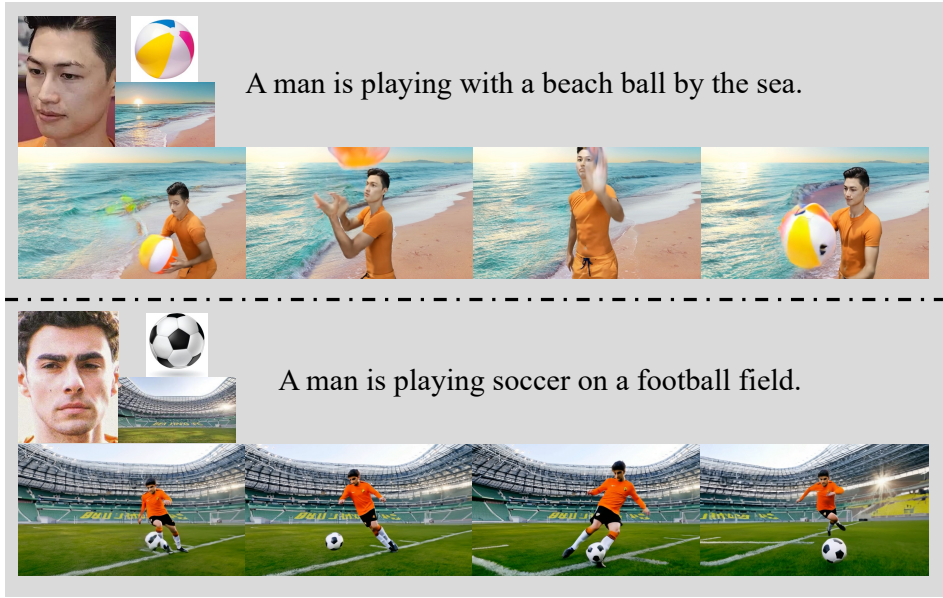 A man is playing with a beach ball by the sea.
A man is playing soccer on a football field.